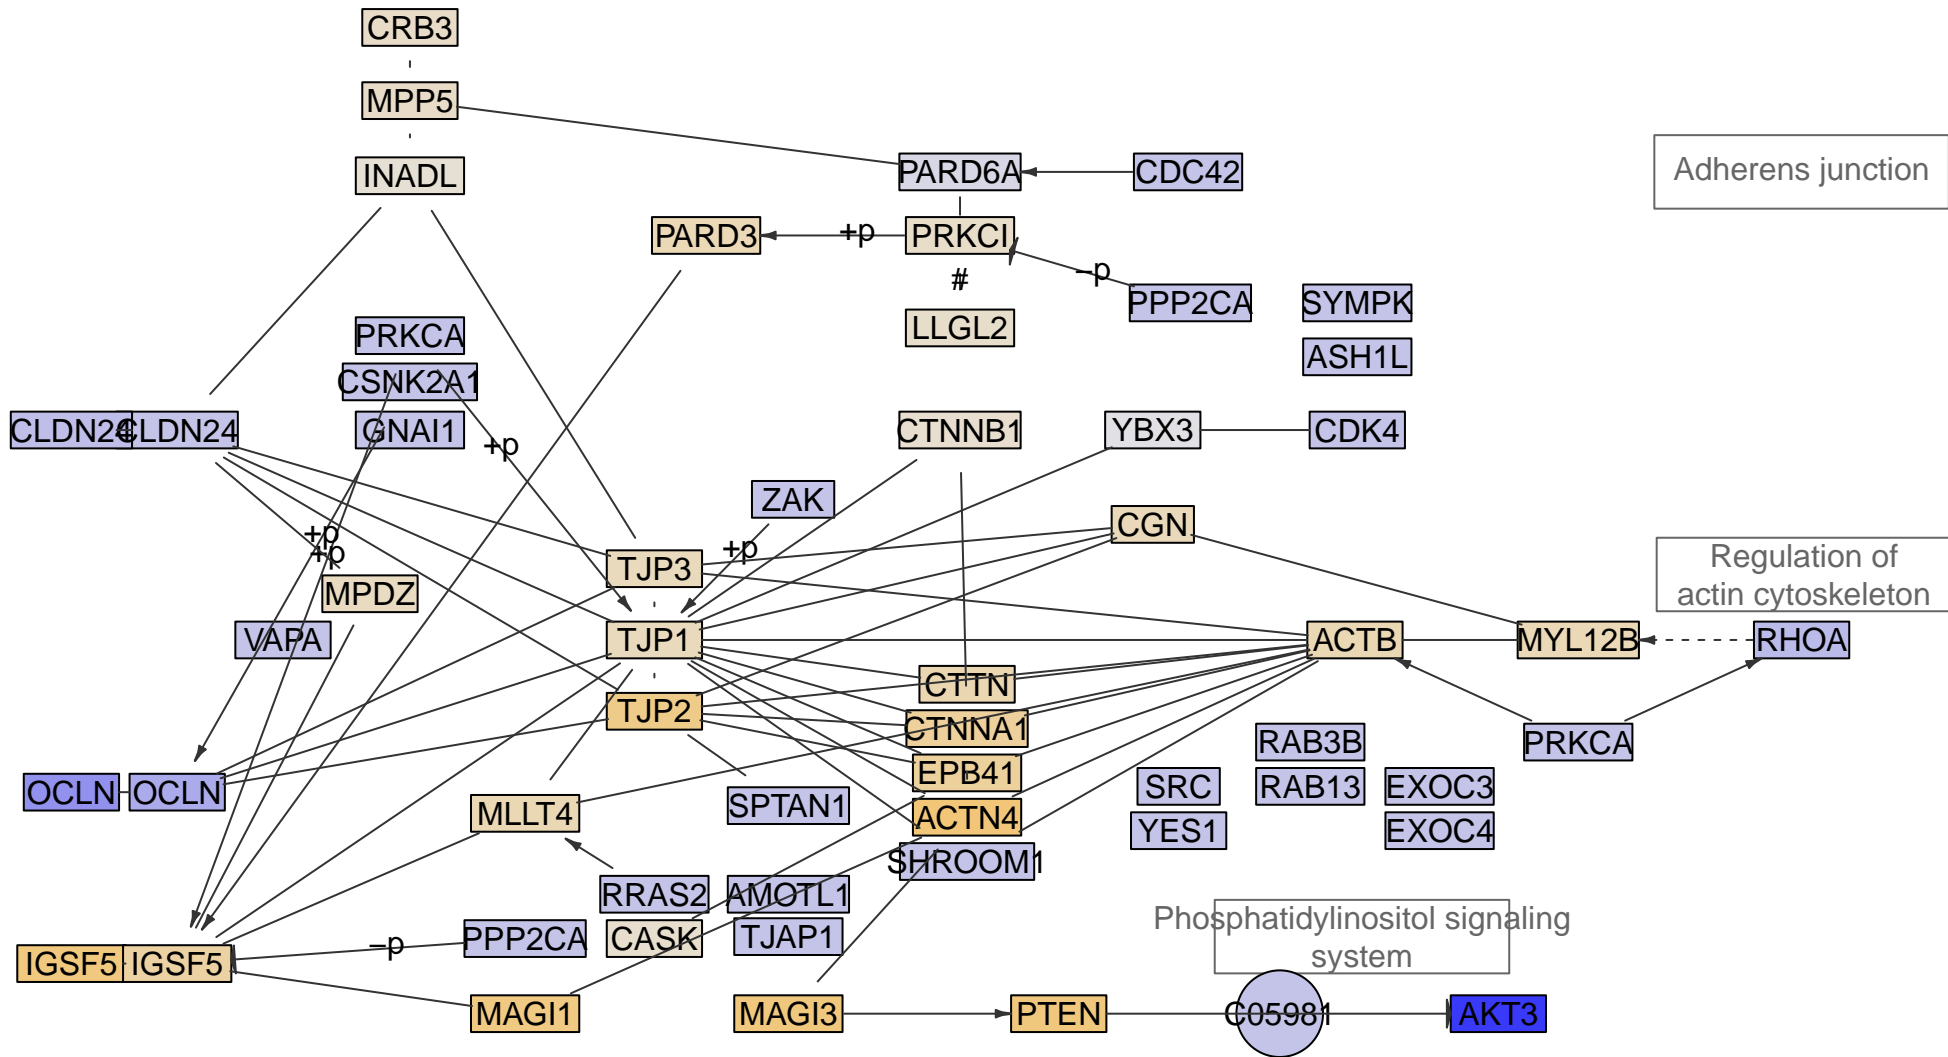 CRB3
MPP5
INADL
PARD6A
CDC42
Adherens junction
PARD3
+p
PRKCI
#
−p
PPP2CA
SYMPK
LLGL2
PRKCA
ASH1L
CSNK2A1
CLDN24
CLDN24
GNAI1
+p
CTNNB1
YBX3
CDK4
ZAK
CGN
+p
+p
+p
TJP3
Regulation of
actin cytoskeleton
MPDZ
VAPA
TJP1
ACTB
MYL12B
RHOA
CTTN
TJP2
CTNNA1
RAB3B
PRKCA
EPB41
OCLN
OCLN
SRC
RAB13
EXOC3
MLLT4
SPTAN1
ACTN4
YES1
EXOC4
SHROOM1
RRAS2
AMOTL1
Phosphatidylinositol signaling
system
PPP2CA
CASK
TJAP1
−p
IGSF5
IGSF5
MAGI1
MAGI3
PTEN
C05981
AKT3